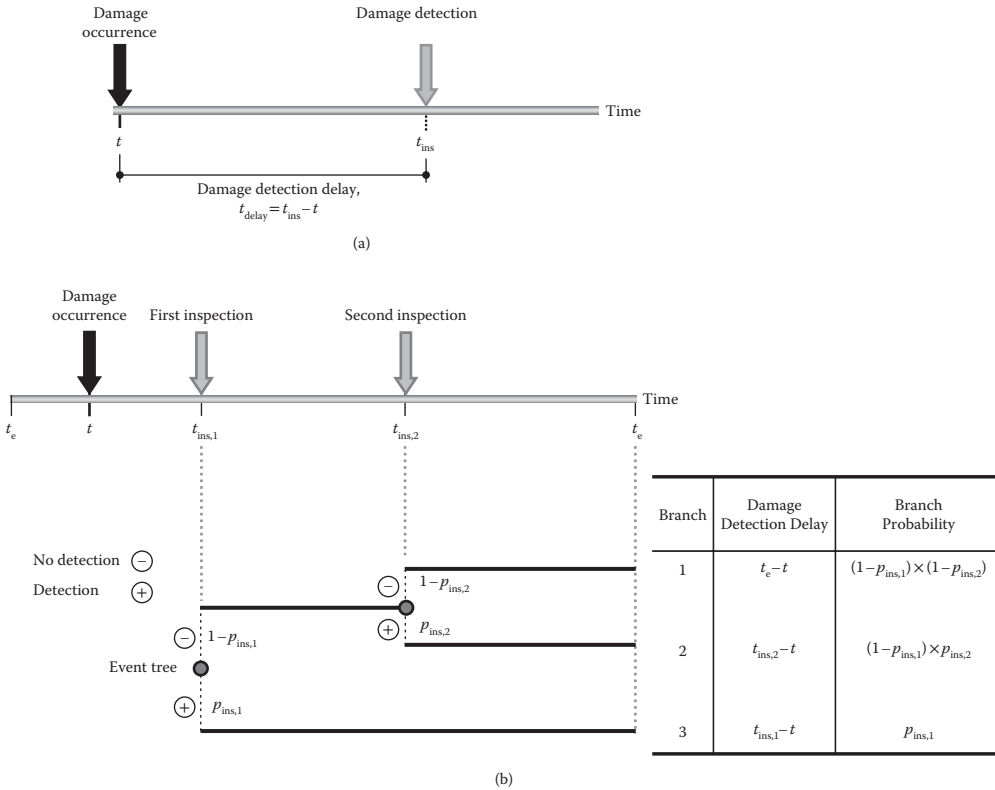 Damage
occurrence
Damage detection
Time
t
t_ins
Damage detection delay,
t_delay = t_ins − t
(a)
Damage
occurrence
First inspection
Second inspection
Time
t_e
t
t_ins,1
t_ins,2
t_e
No detection −
Detection +
− 1−p_ins,2
+ p_ins,2
− 1−p_ins,1
Event tree
+ p_ins,1
Branch Damage Detection Delay Branch Probability
1 t_e−t (1−p_ins,1)×(1−p_ins,2)
2 t_ins,2−t (1−p_ins,1)×p_ins,2
3 t_ins,1−t p_ins,1
(b)